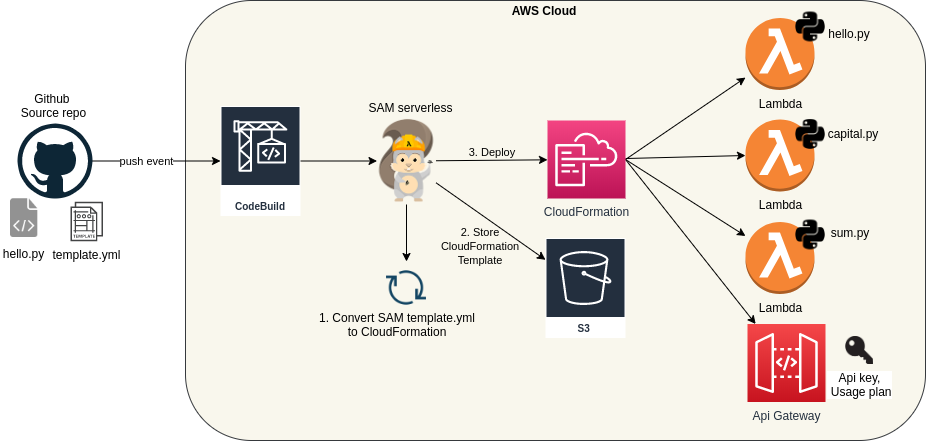 AWS Cloud
Github
Source repo
push event
hello.py
template.yml
TEMPLATE
CodeBuild
SAM serverless
1. Convert SAM template.yml
to CloudFormation
2. Store
CloudFormation
Template
3. Deploy
CloudFormation
S3
hello.py
Lambda
capital.py
Lambda
sum.py
Lambda
Api key,
Usage plan
Api Gateway